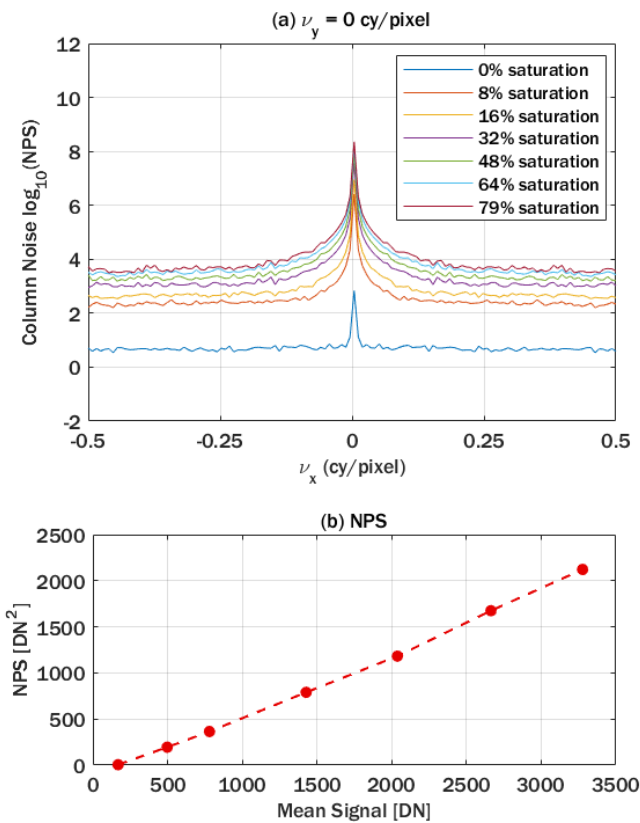 (a) ν_y = 0 cy/pixel
12
10
8
6
4
2
0
-2
Column Noise log₁₀(NPS)
0% saturation
8% saturation
16% saturation
32% saturation
48% saturation
64% saturation
79% saturation
-0.5 -0.25 0 0.25 0.5
ν_x (cy/pixel)
(b) NPS
2500
2000
1500
1000
500
0
NPS [DN²]
0 500 1000 1500 2000 2500 3000 3500
Mean Signal [DN]